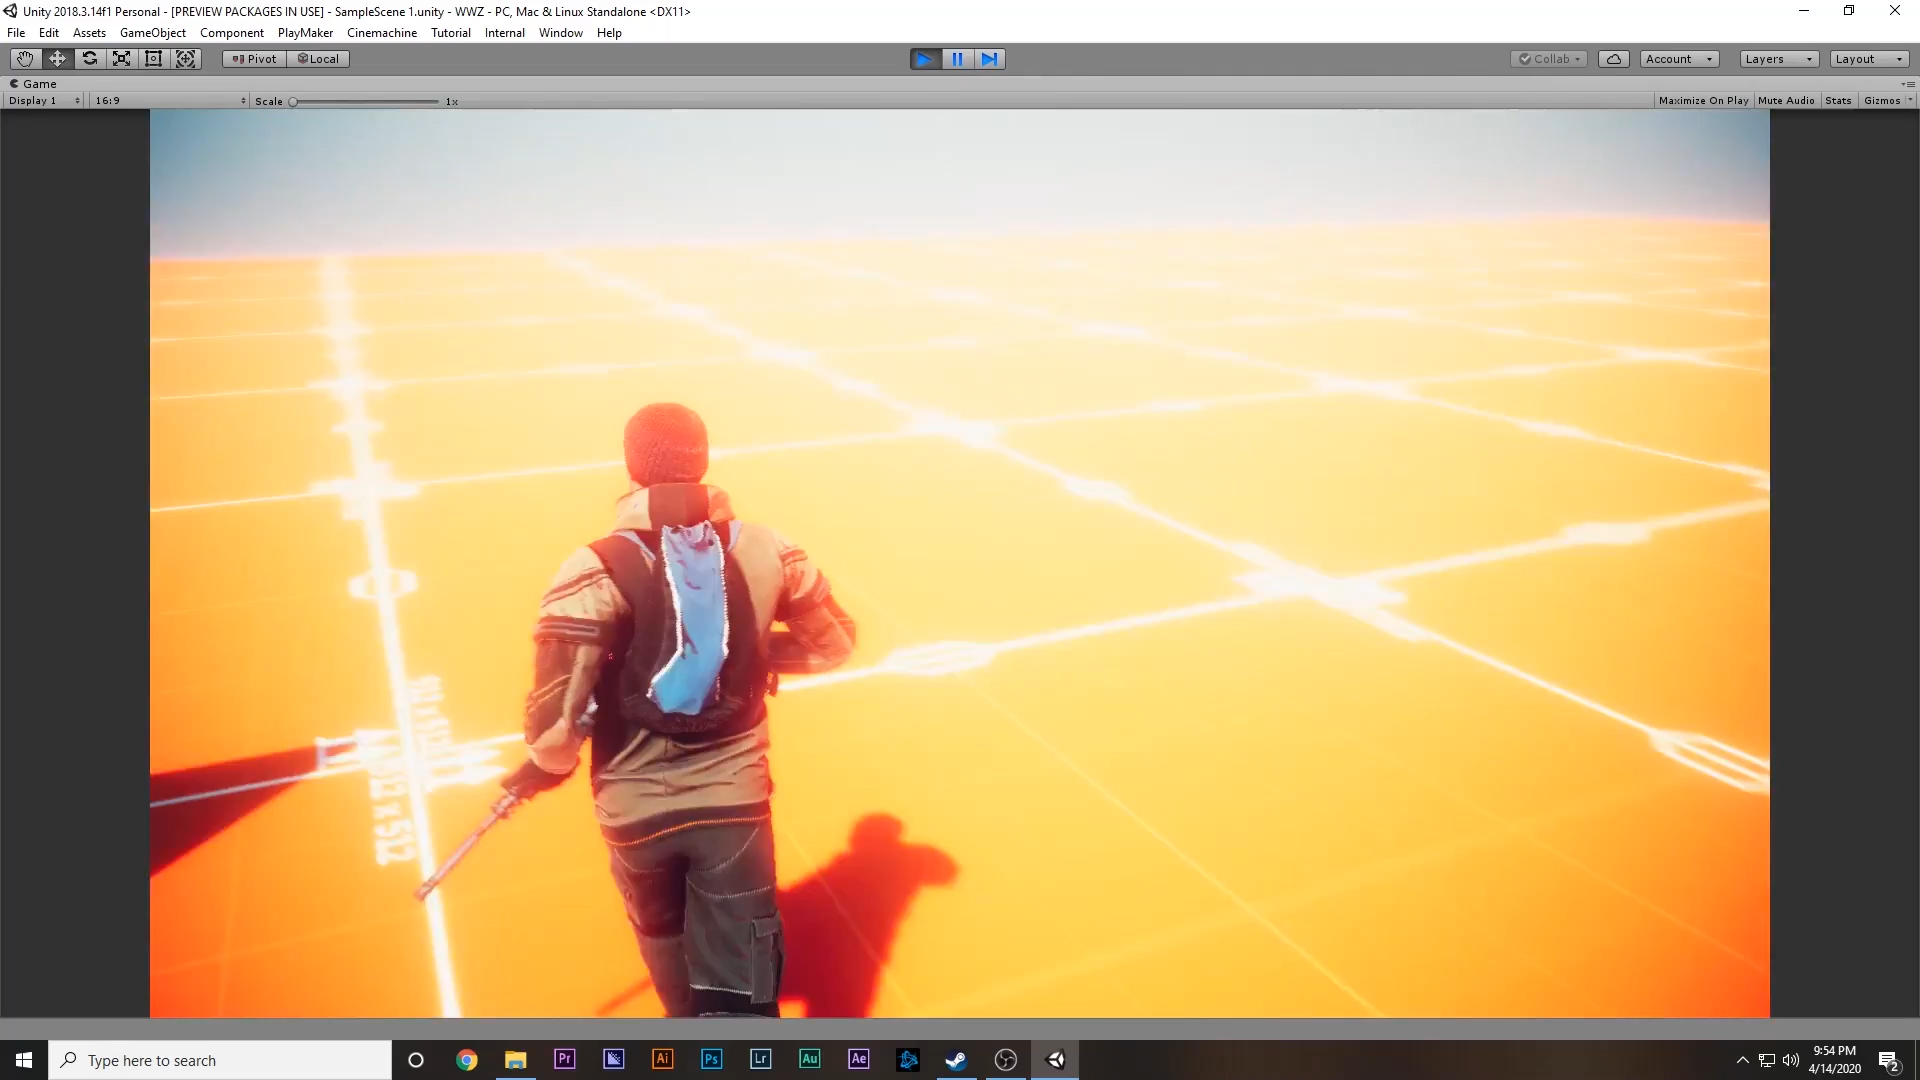 Unity 2018.3.14f1 Personal - [PREVIEW PACKAGES IN USE] - SampleScene 1.unity - WWZ - PC, Mac & Linux Standalone <DX11>
File Edit Assets GameObject Component PlayMaker Cinemachine Tutorial Internal Window Help
Pivot Local Collab Account Layers Layout
Game
Display 1 16:9 Scale 1x Maximize On Play Mute Audio Stats Gizmos
512x512
Type here to search
Pr Ai Ps Lr Au Ae
9:54 PM
4/14/2020
2